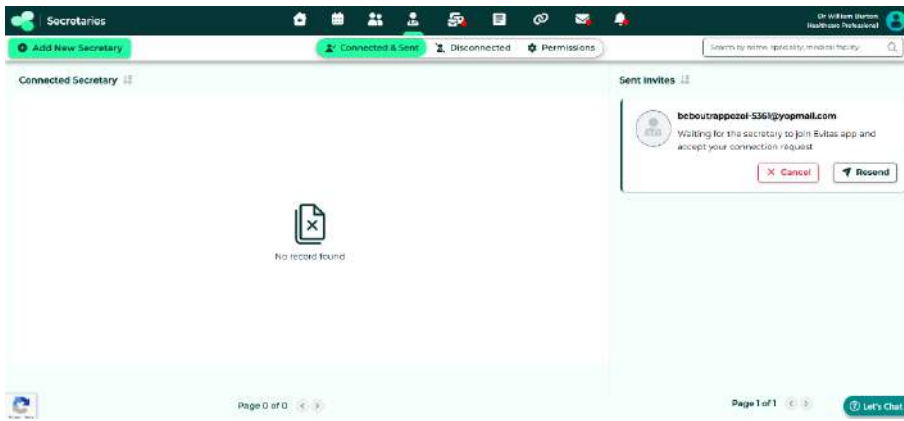 Secretaries
Dr William Burton
Healthcare Professional
Add New Secretary
Connected & Sent
Disconnected
Permissions
Search by name, speciality, medical facility
Connected Secretary
Sent Invites
beboutrappozoi-5361@yopmail.com
Waiting for the secretary to join Evitas app and
accept your connection request
Cancel
Resend
No record found
Page 0 of 0
Page 1 of 1
Let's Chat